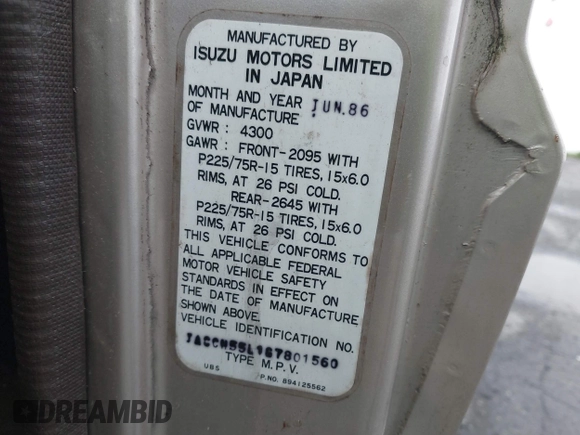 MANUFACTURED BY
ISUZU MOTORS LIMITED
IN JAPAN
MONTH AND YEAR JUN.86
OF MANUFACTURE :
GVWR : 4300
GAWR : FRONT-2095 WITH
P225/75R-15 TIRES, 15x6.0
RIMS, AT 26 PSI COLD.
REAR-2645 WITH
P225/75R-15 TIRES, 15x6.0
RIMS, AT 26 PSI COLD.
THIS VEHICLE CONFORMS TO
ALL APPLICABLE FEDERAL
MOTOR VEHICLE SAFETY
STANDARDS IN EFFECT ON
THE DATE OF MANUFACTURE
SHOWN ABOVE.
VEHICLE IDENTIFICATION NO.
JACCH55L1G7801560
TYPE M.P.V.
UBS P.NO. 894125562
DREAMBID